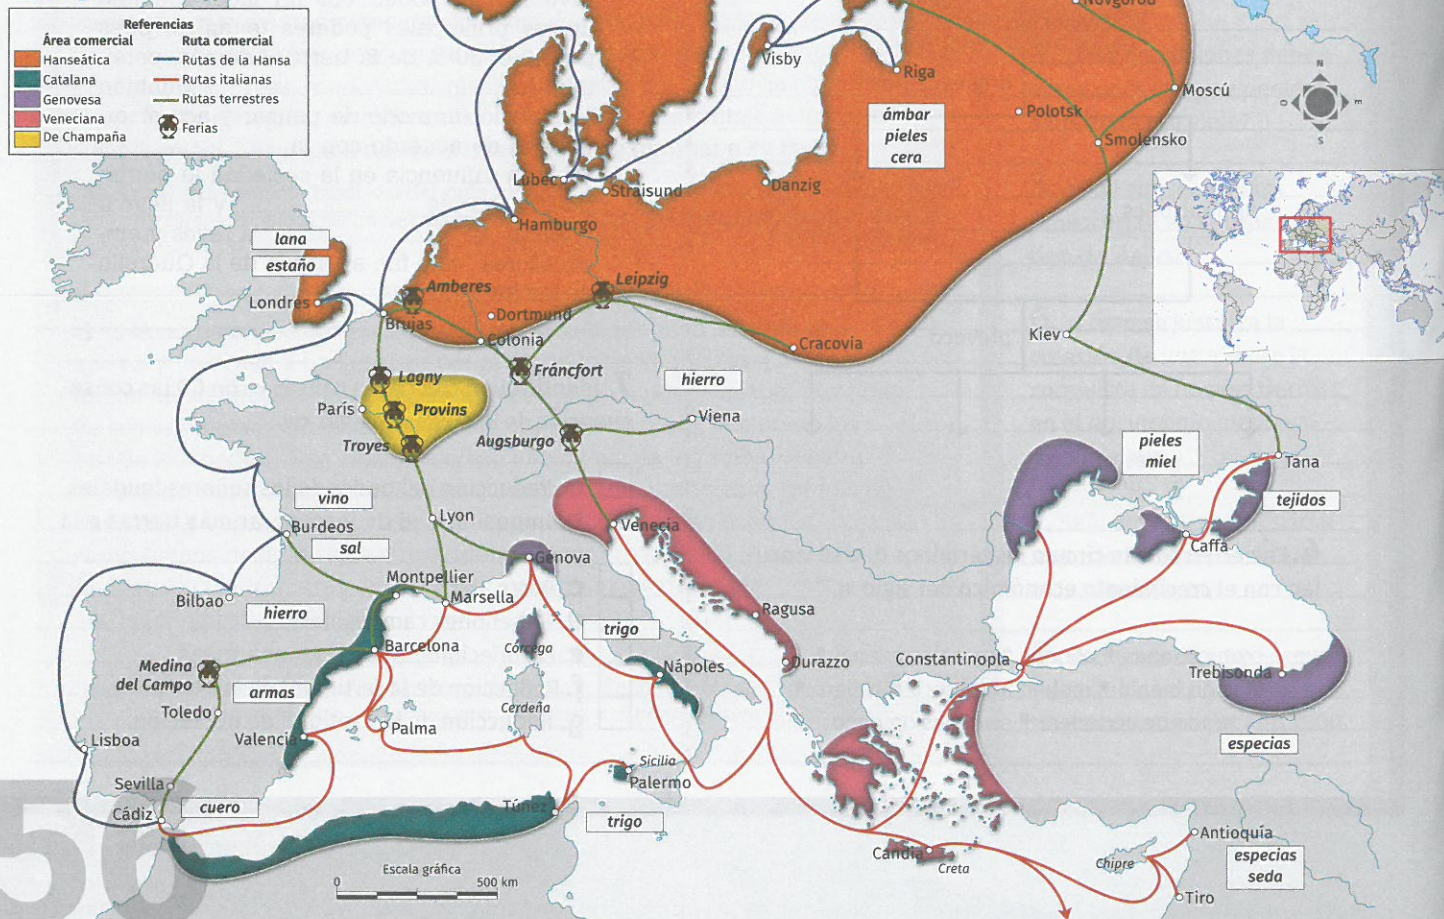 Referencias
Área comercial
Ruta comercial
Hanseática
Rutas de la Hansa
Catalana
Rutas italianas
Genovesa
Rutas terrestres
Veneciana
Ferias
De Champaña
Novgorod
Visby
Riga
Moscú
Polotsk
Smolensko
ámbar
pieles
cera
N
O
E
S
Lübec
Straisund
Danzig
Hamburgo
lana
estaño
Londres
Amberes
Leipzig
Brujas
Dortmund
Colonia
Cracovia
Kiev
Lagny
Fráncfort
hierro
París
Provins
Viena
Troyes
Augsburgo
pieles
miel
Tana
tejidos
vino
Burdeos
Lyon
Venecia
sal
Génova
Caffa
Montpellier
Marsella
Bilbao
hierro
Ragusa
trigo
Barcelona
Córcega
Nápoles
Durazzo
Constantinopla
Trebisonda
Medina
del Campo
armas
Toledo
Cerdeña
Palma
Lisboa
Valencia
especias
Sicilia
Palermo
Sevilla
cuero
Túnez
Cádiz
trigo
Antioquía
Candia
Creta
Chipre
especias
seda
Tiro
Escala gráfica
0
500 km
56